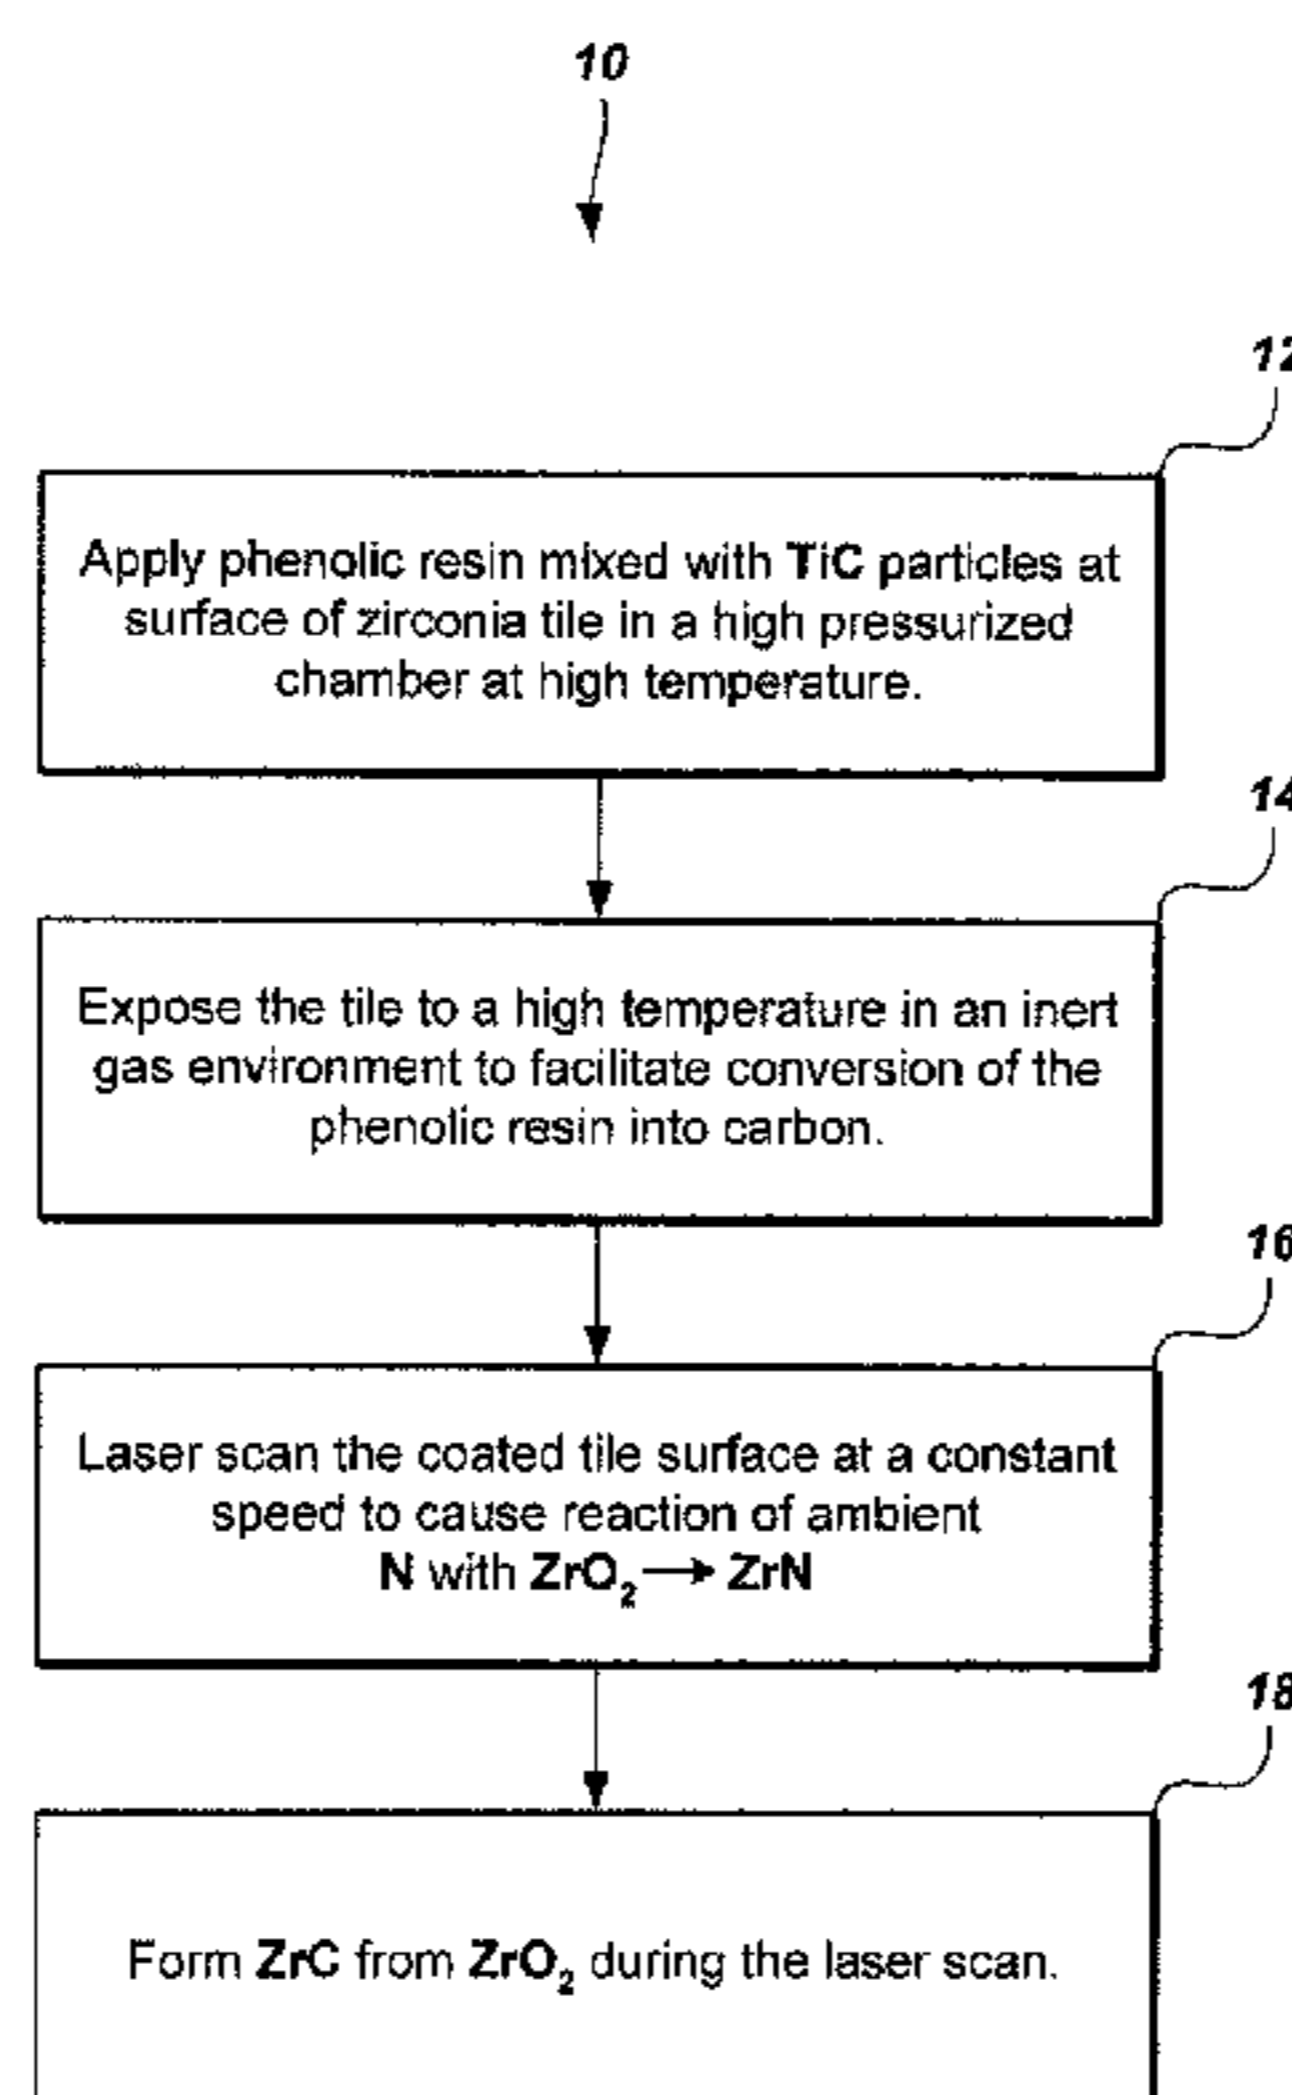 10
12
Apply phenolic resin mixed with TiC particles at
surface of zirconia tile in a high pressurized
chamber at high temperature.
14
Expose the tile to a high temperature in an inert
gas environment to facilitate conversion of the
phenolic resin into carbon.
16
Laser scan the coated tile surface at a constant
speed to cause reaction of ambient
N with ZrO₂ → ZrN
18
Form ZrC from ZrO₂ during the laser scan.